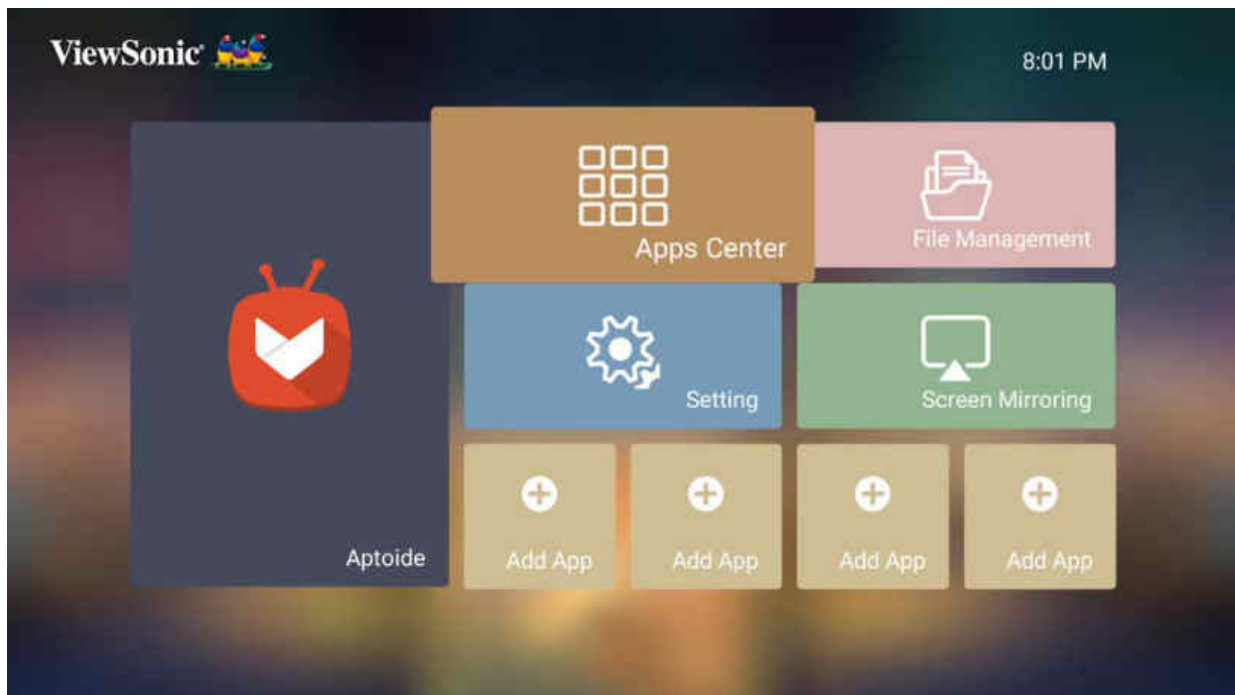 ViewSonic
8:01 PM
Apps Center
File Management
Setting
Screen Mirroring
Aptoide
Add App
Add App
Add App
Add App